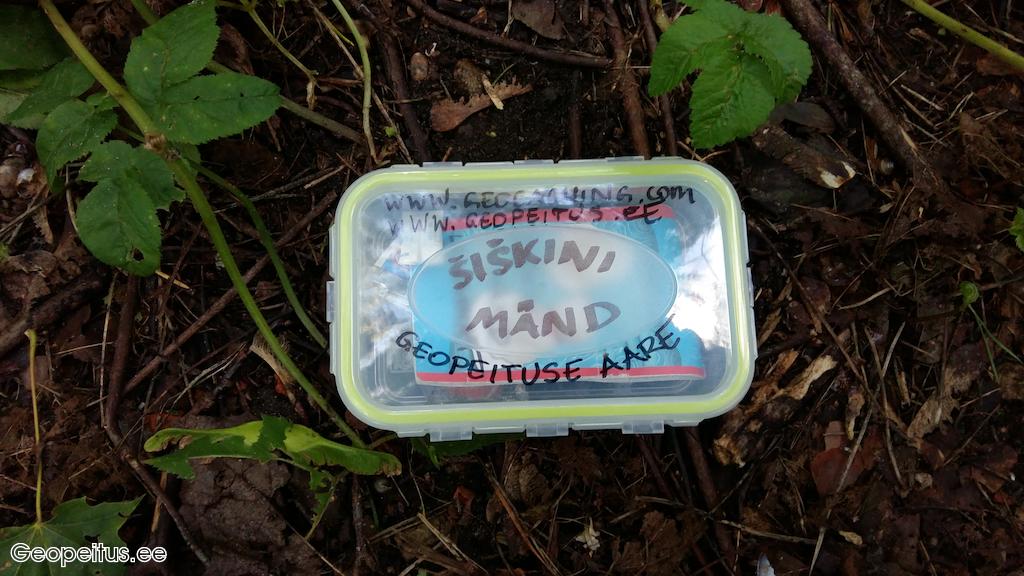 WWW.GEOCACHING.com
WWW.GEOPEITUS.EE
ŠIŠKINI
MÄND
GEOPEITUSE AARE
Geopeitus.ee